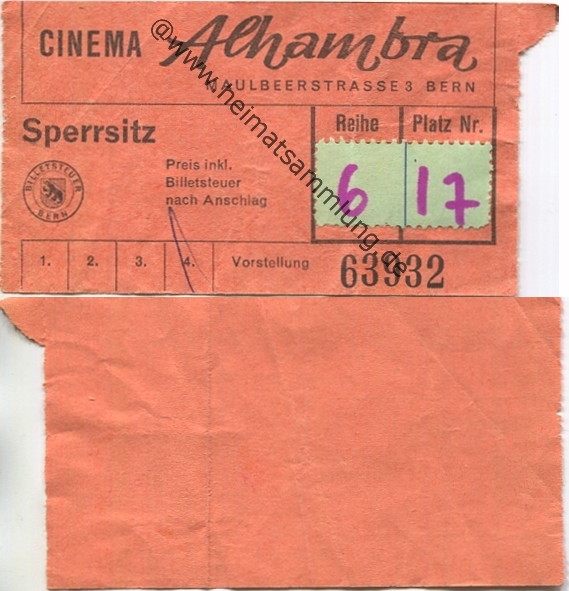 CINEMA Alhambra
MAULBEERSTRASSE 3 BERN
Sperrsitz
Preis inkl.
Billetsteuer
nach Anschlag
BILLETSTEUER
BERN
Reihe Platz Nr.
6 17
1. 2. 3. 4. Vorstellung
63932
@www.heimatsammlung.de